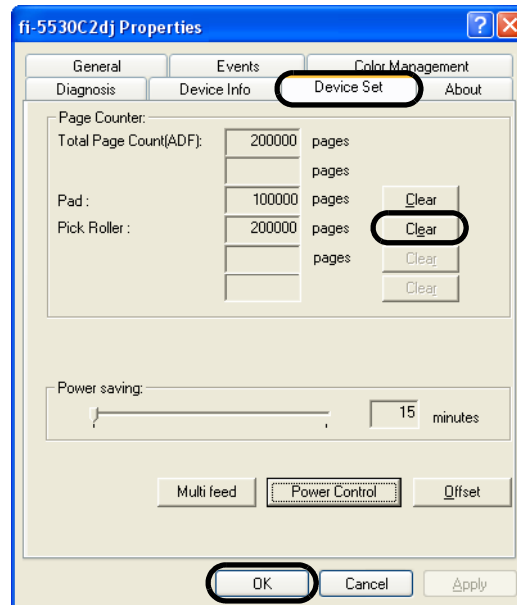 fi-5530C2dj Properties
General Events Color Management
Diagnosis Device Info Device Set About
Page Counter:
Total Page Count(ADF): 200000 pages
pages
Pad : 100000 pages Clear
Pick Roller : 200000 pages Clear
pages Clear
Clear
Power saving:
15 minutes
Multi feed Power Control Offset
OK Cancel Apply